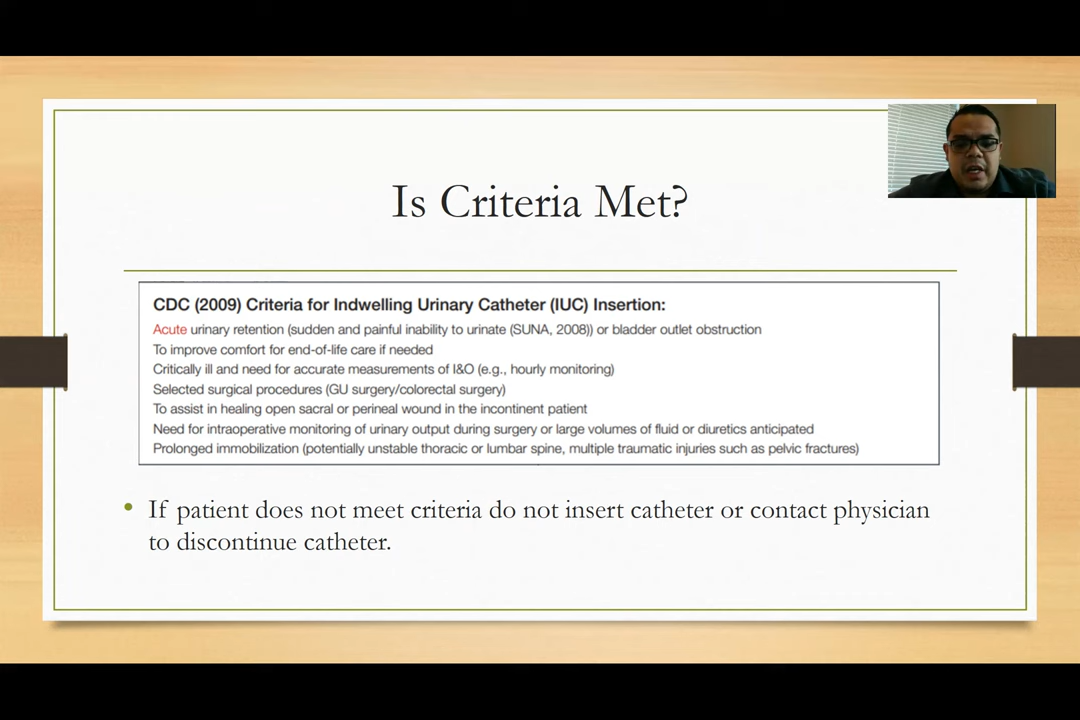 Is Criteria Met?
CDC (2009) Criteria for Indwelling Urinary Catheter (IUC) Insertion:
Acute urinary retention (sudden and painful inability to urinate (SUNA, 2008)) or bladder outlet obstruction
To improve comfort for end-of-life care if needed
Critically ill and need for accurate measurements of I&O (e.g., hourly monitoring)
Selected surgical procedures (GU surgery/colorectal surgery)
To assist in healing open sacral or perineal wound in the incontinent patient
Need for intraoperative monitoring of urinary output during surgery or large volumes of fluid or diuretics anticipated
Prolonged immobilization (potentially unstable thoracic or lumbar spine, multiple traumatic injuries such as pelvic fractures)
• If patient does not meet criteria do not insert catheter or contact physician
to discontinue catheter.